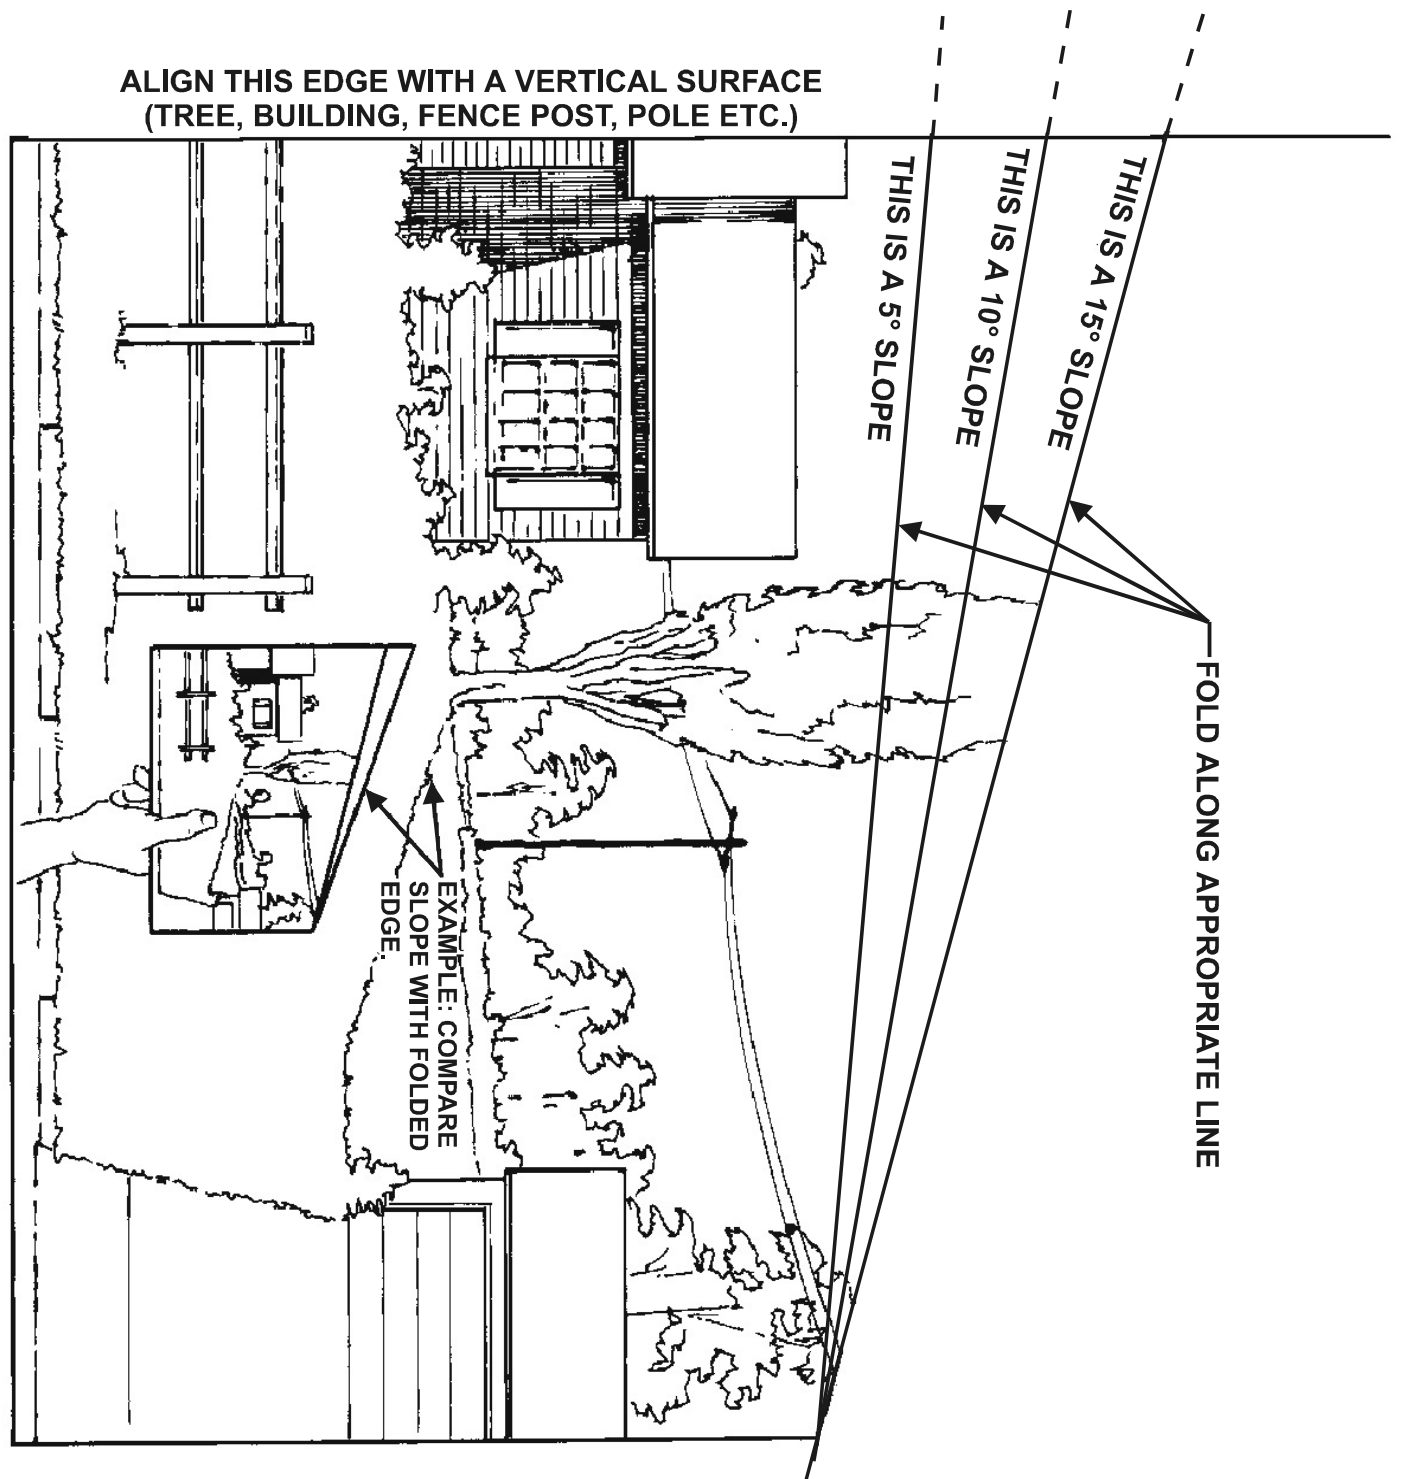 ALIGN THIS EDGE WITH A VERTICAL SURFACE
(TREE, BUILDING, FENCE POST, POLE ETC.)
THIS IS A 5° SLOPE
THIS IS A 10° SLOPE
THIS IS A 15° SLOPE
FOLD ALONG APPROPRIATE LINE
EXAMPLE: COMPARE
SLOPE WITH FOLDED
EDGE.